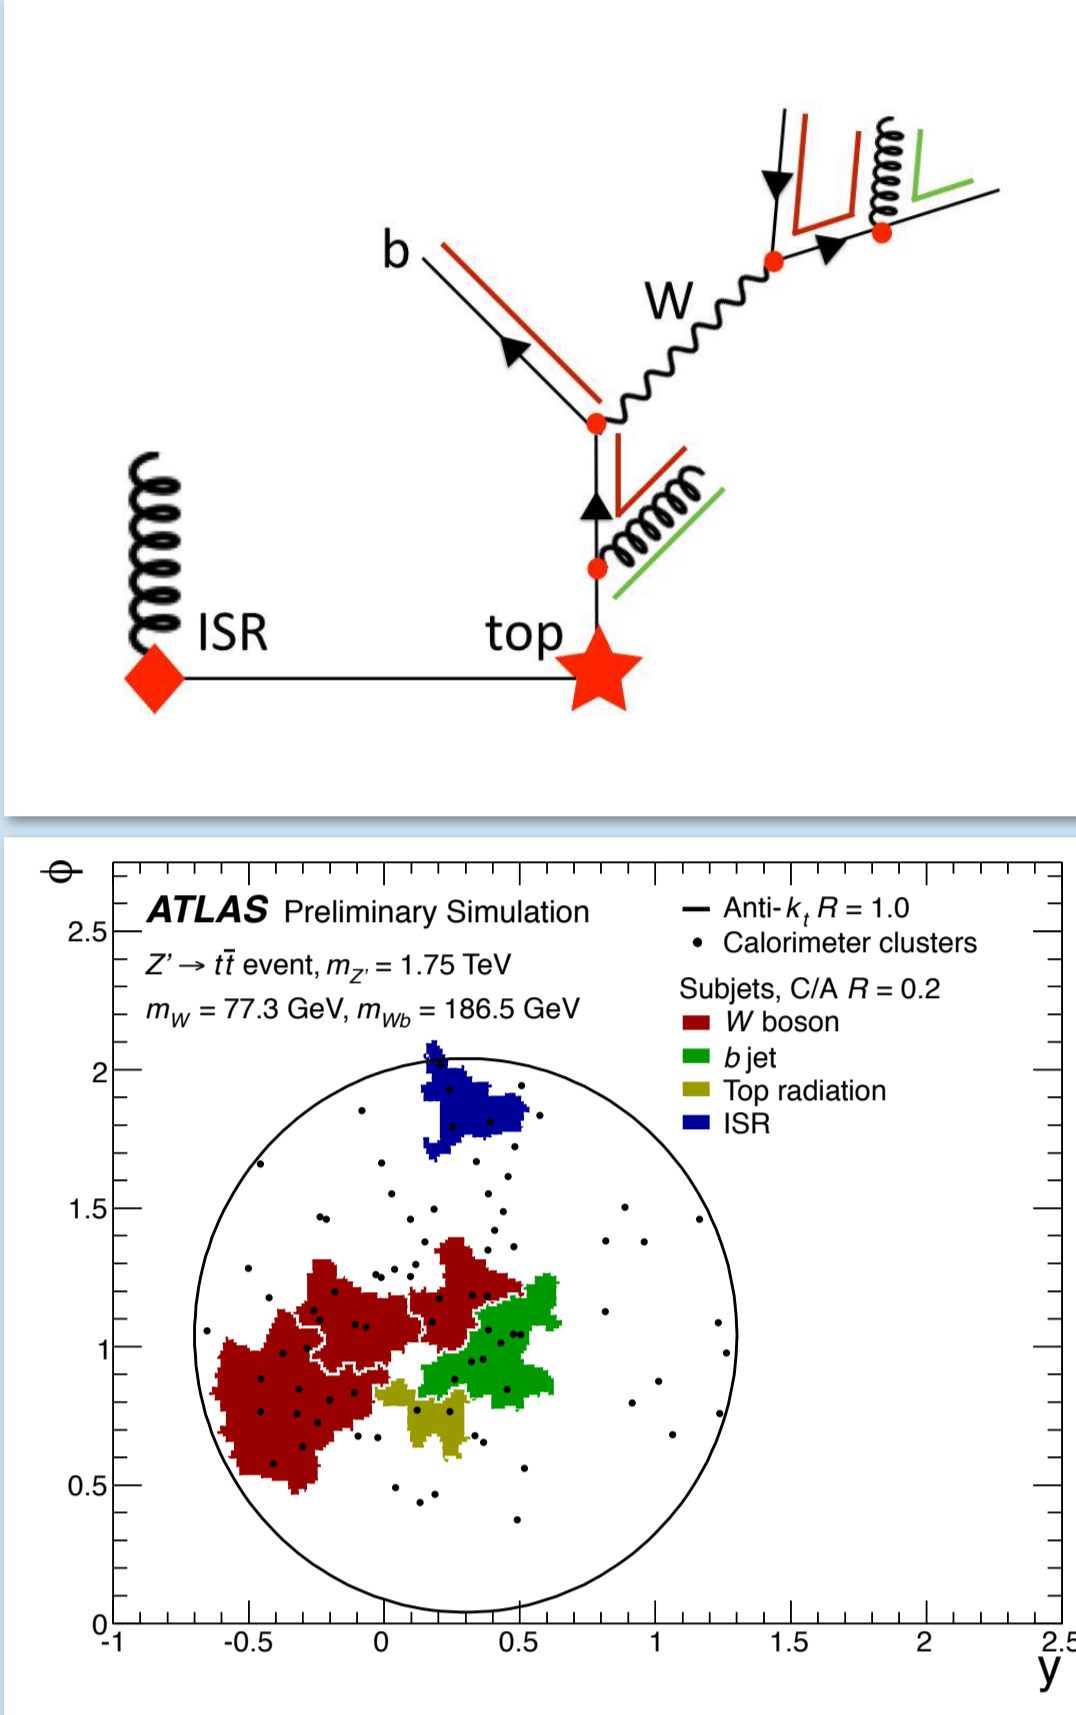 b
W
ISR
top
ϕ
ATLAS Preliminary Simulation
Z' → tt̄ event, m_Z' = 1.75 TeV
m_W = 77.3 GeV, m_Wb = 186.5 GeV
Anti-k_t R = 1.0
Calorimeter clusters
Subjets, C/A R = 0.2
W boson
b jet
Top radiation
ISR
2.5
2
1.5
1
0.5
0
-1 -0.5 0 0.5 1 1.5 2 2.5
y